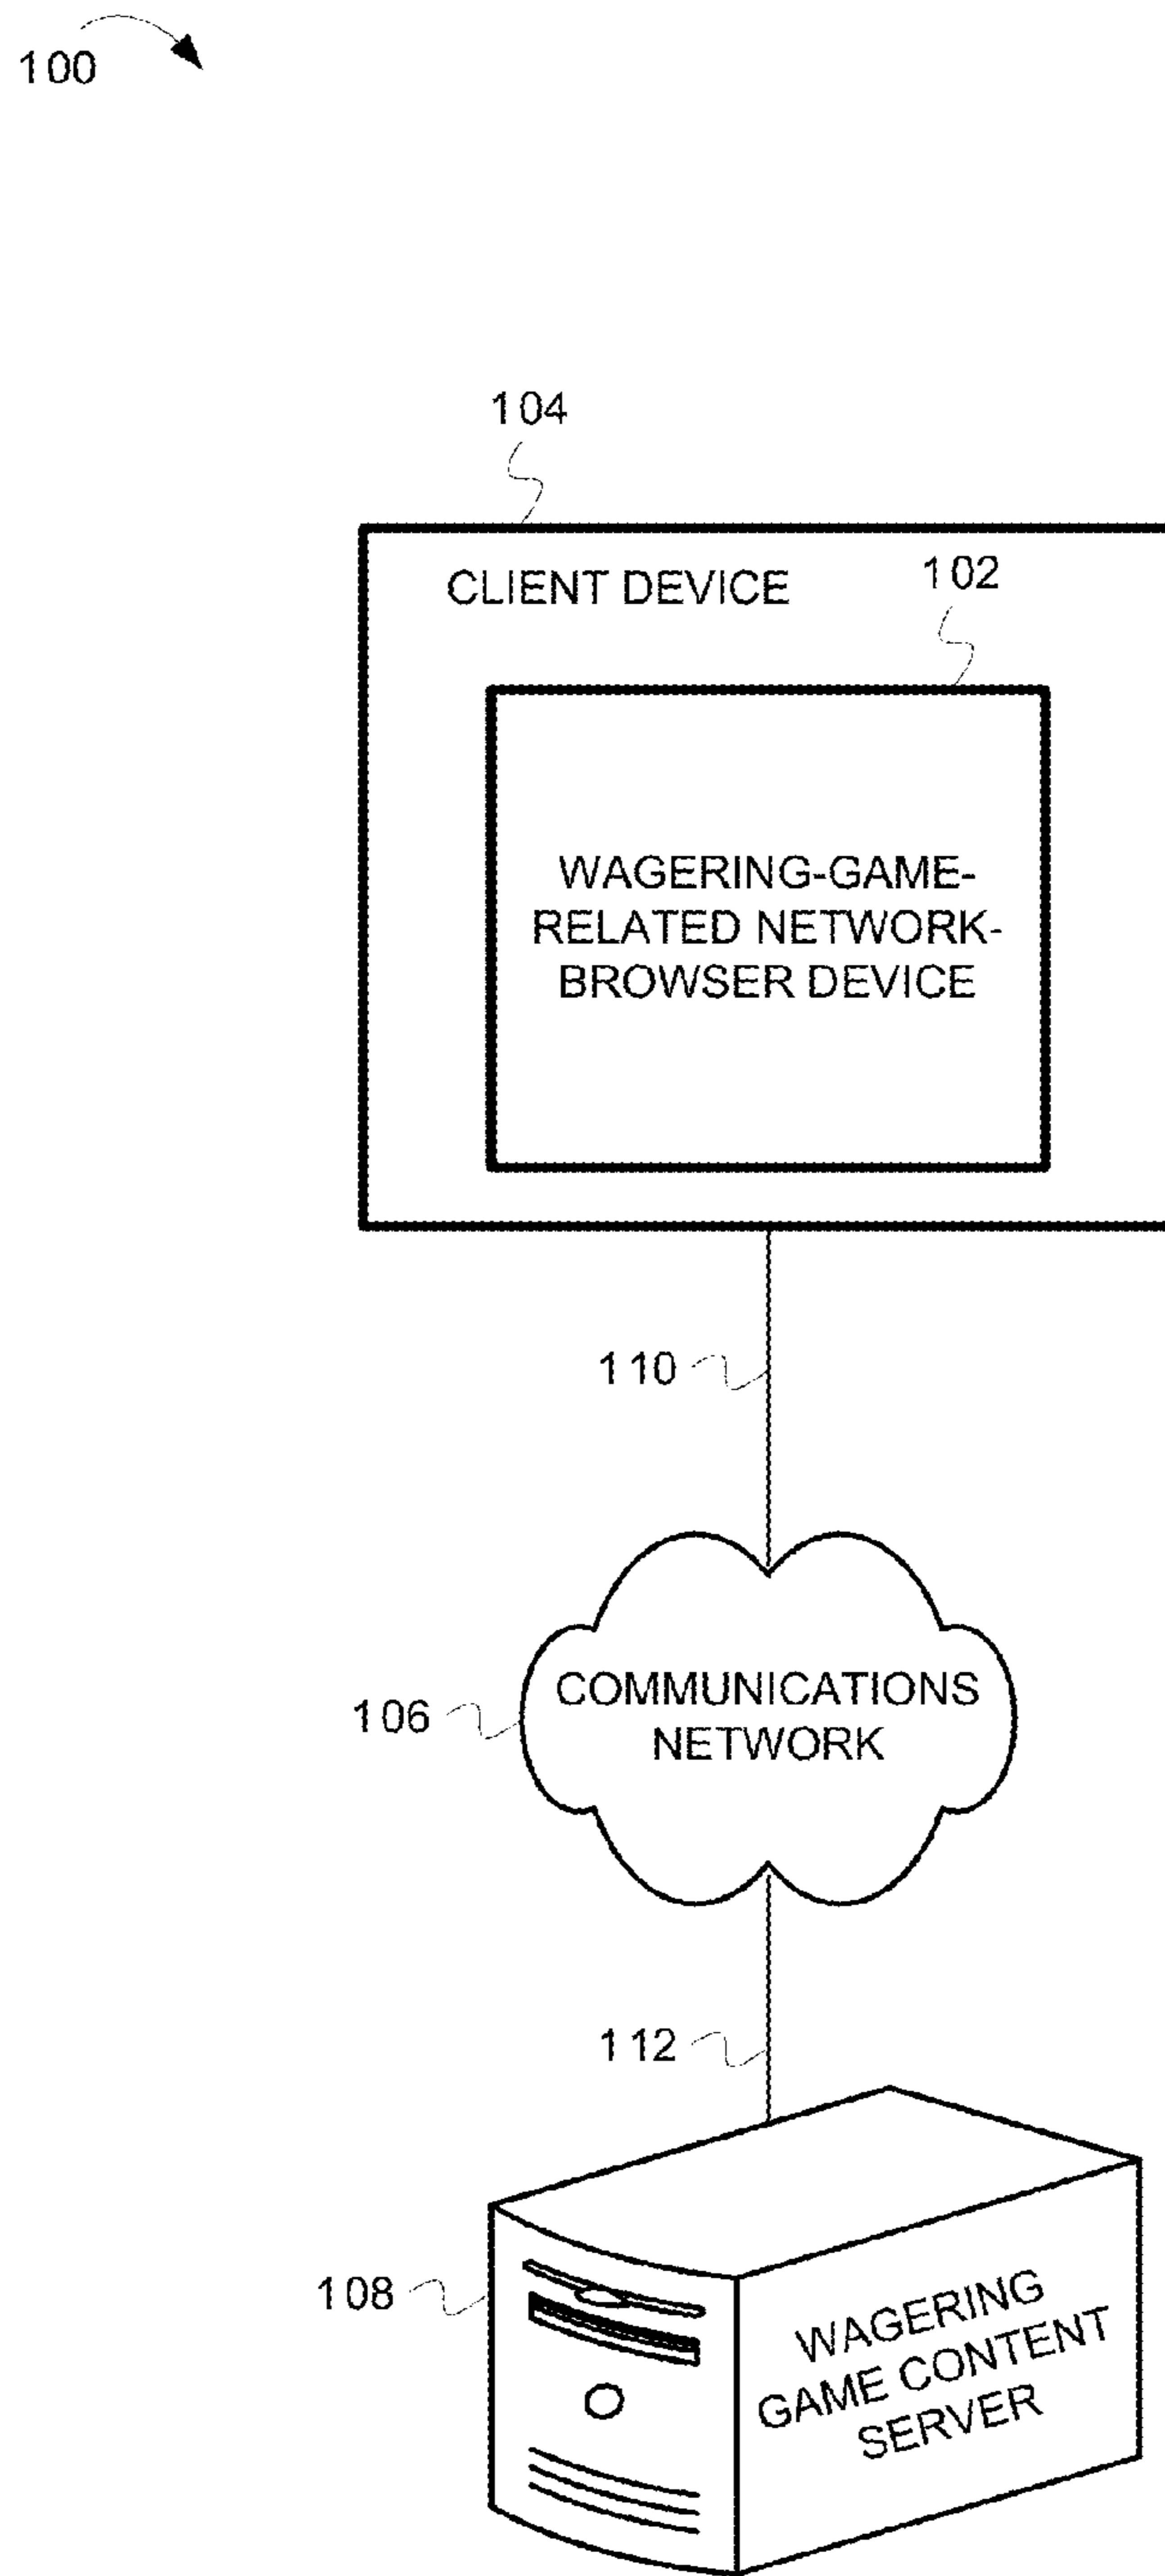 100
104
CLIENT DEVICE
102
WAGERING-GAME-
RELATED NETWORK-
BROWSER DEVICE
110
106
COMMUNICATIONS
NETWORK
112
108
WAGERING
GAME CONTENT
SERVER